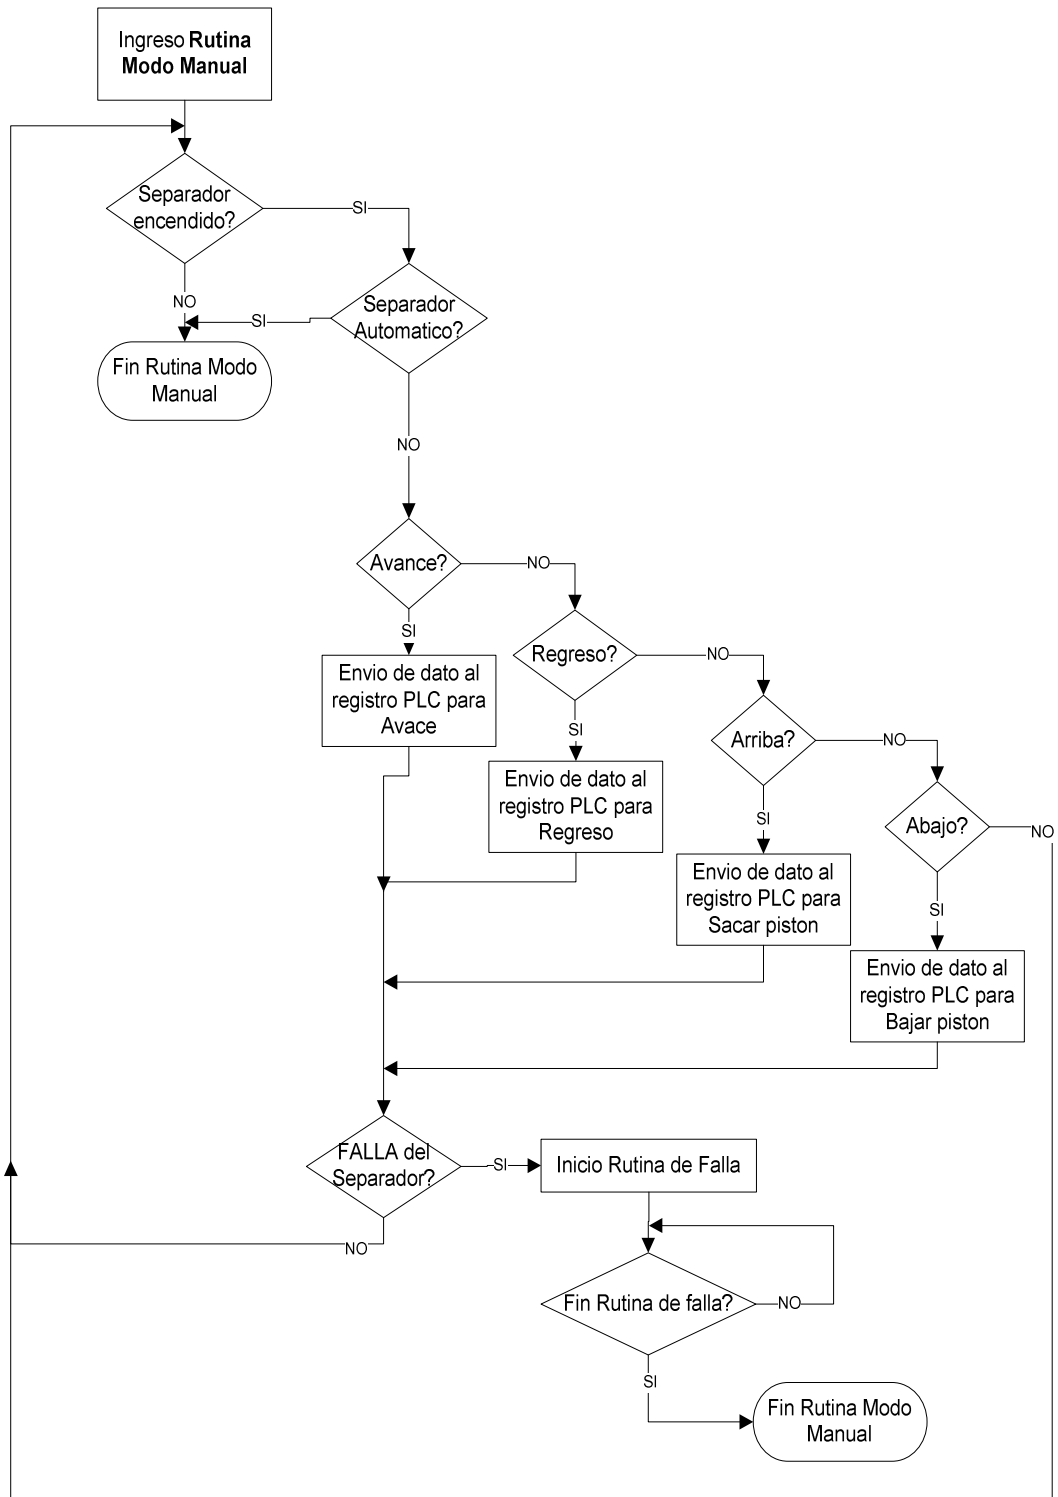 Ingreso Rutina
Modo Manual
Separador
encendido?
SI
NO
Separador
Automatico?
SI
Fin Rutina Modo
Manual
NO
Avance?
NO
SI
Regreso?
NO
Envio de dato al
registro PLC para
Avace
SI
Arriba?
NO
Envio de dato al
registro PLC para
Regreso
SI
Abajo?
NO
Envio de dato al
registro PLC para
Sacar piston
SI
Envio de dato al
registro PLC para
Bajar piston
FALLA del
Separador?
SI
Inicio Rutina de Falla
NO
Fin Rutina de falla?
NO
SI
Fin Rutina Modo
Manual